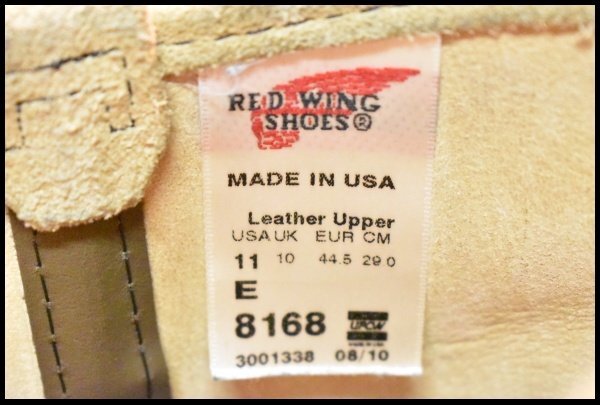 RED WING
SHOES®
MADE IN USA
Leather Upper
USA UK EUR CM
11 10 44.5 29.0
E
8168 UPCW
3001338 08/10